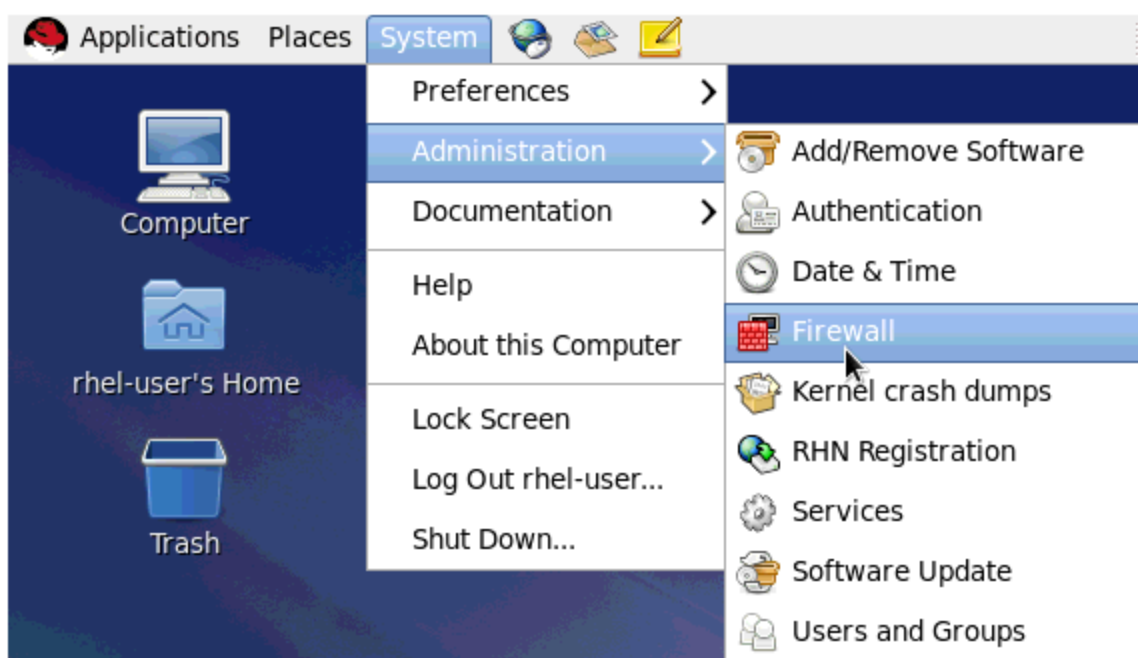 Applications Places System
Preferences
Administration
Documentation
Help
About this Computer
Lock Screen
Log Out rhel-user...
Shut Down...
Add/Remove Software
Authentication
Date & Time
Firewall
Kernel crash dumps
RHN Registration
Services
Software Update
Users and Groups
Computer
rhel-user's Home
Trash